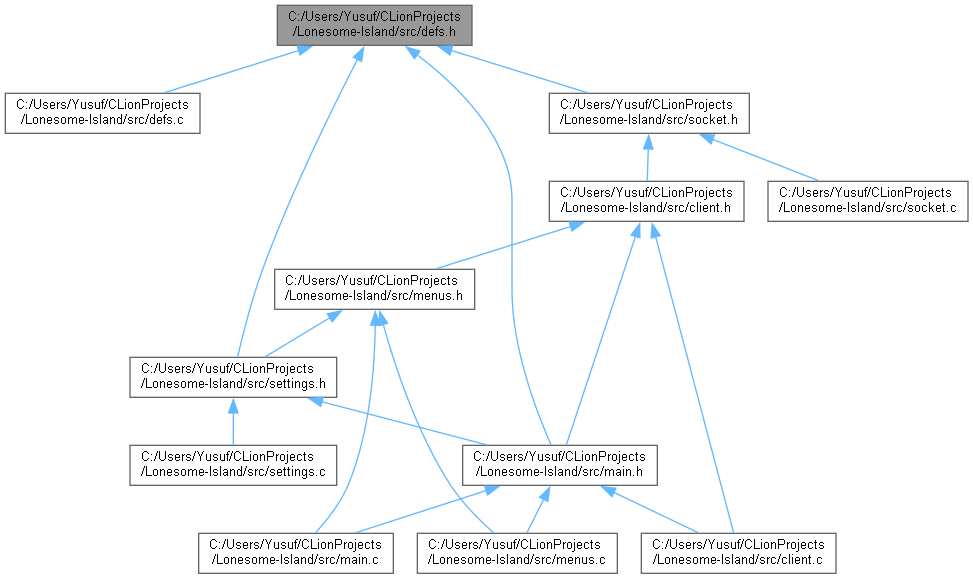 C:/Users/Yusuf/CLionProjects
/Lonesome-Island/src/defs.h
C:/Users/Yusuf/CLionProjects
/Lonesome-Island/src/defs.c
C:/Users/Yusuf/CLionProjects
/Lonesome-Island/src/socket.h
C:/Users/Yusuf/CLionProjects
/Lonesome-Island/src/client.h
C:/Users/Yusuf/CLionProjects
/Lonesome-Island/src/socket.c
C:/Users/Yusuf/CLionProjects
/Lonesome-Island/src/menus.h
C:/Users/Yusuf/CLionProjects
/Lonesome-Island/src/settings.h
C:/Users/Yusuf/CLionProjects
/Lonesome-Island/src/settings.c
C:/Users/Yusuf/CLionProjects
/Lonesome-Island/src/main.h
C:/Users/Yusuf/CLionProjects
/Lonesome-Island/src/main.c
C:/Users/Yusuf/CLionProjects
/Lonesome-Island/src/menus.c
C:/Users/Yusuf/CLionProjects
/Lonesome-Island/src/client.c